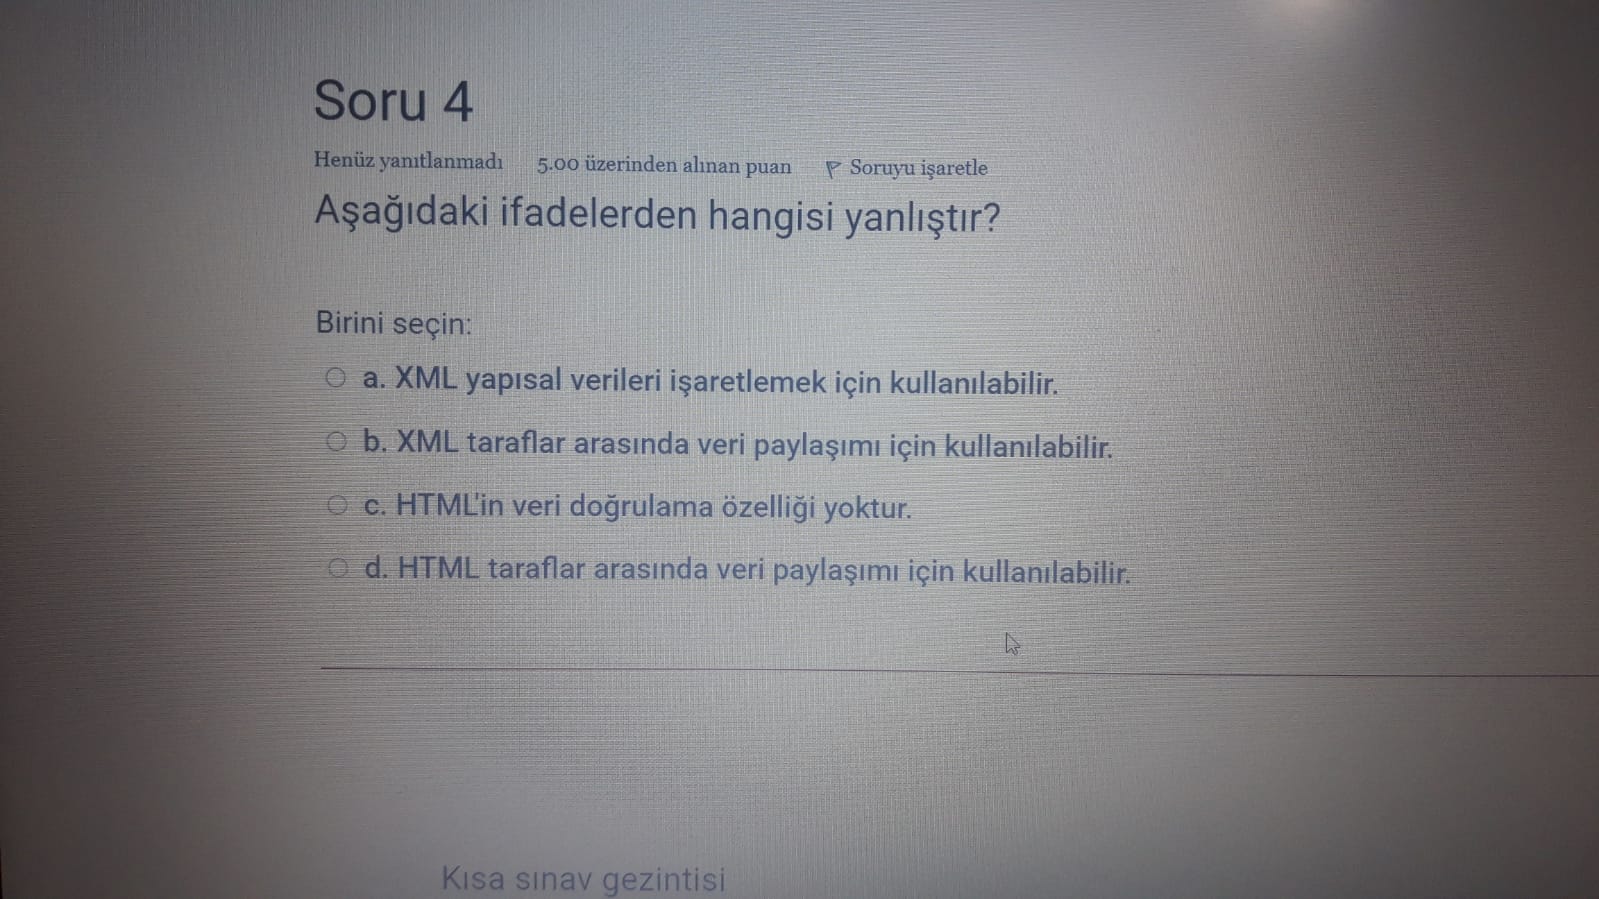 Soru 4
Henüz yanıtlanmadı 5.00 üzerinden alınan puan Soruyu işaretle
Aşağıdaki ifadelerden hangisi yanlıştır?
Birini seçin:
a. XML yapısal verileri işaretlemek için kullanılabilir.
b. XML taraflar arasında veri paylaşımı için kullanılabilir.
c. HTML'in veri doğrulama özelliği yoktur.
d. HTML taraflar arasında veri paylaşımı için kullanılabilir.
Kısa sınav gezintisi